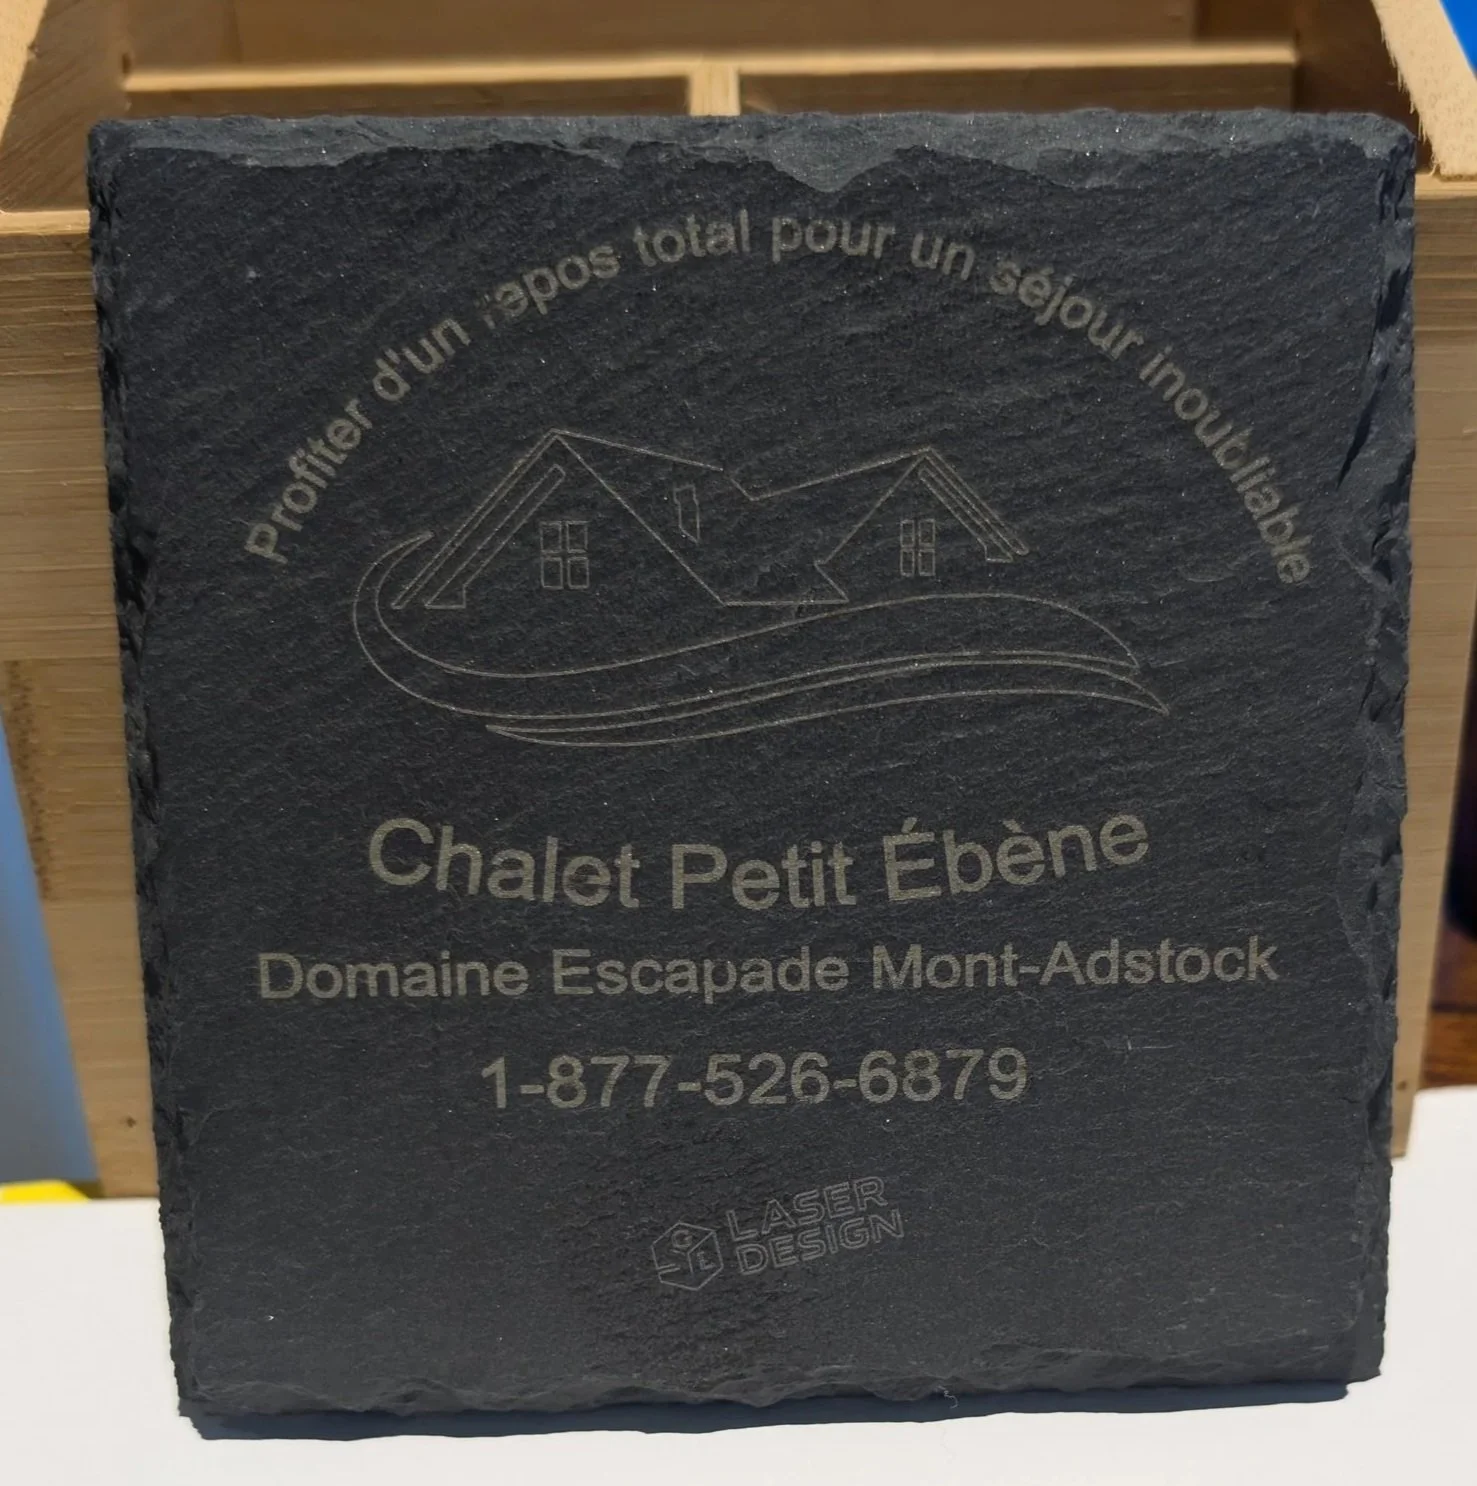 Profiter d'un repos total pour un séjour inoubliable
Chalet Petit Ébène
Domaine Escapade Mont-Adstock
1-877-526-6879
LASER
DESIGN